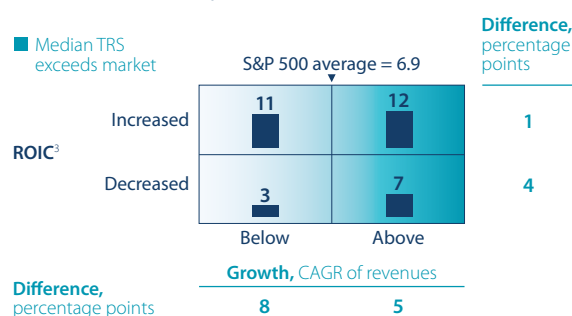 Difference,
percentage
points
Median TRS
exceeds market
S&P 500 average = 6.9
Increased
11
12
1
ROIC3
Decreased
3
7
4
Below
Above
Growth, CAGR of revenues
Difference,
percentage points
8
5